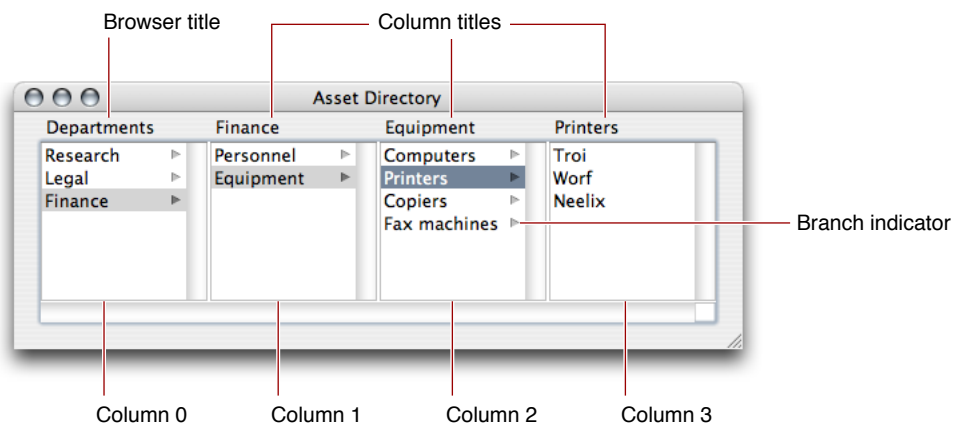 Browser title
Column titles
Asset Directory
Departments
Finance
Equipment
Printers
Research
Legal
Finance
Personnel
Equipment
Computers
Printers
Copiers
Fax machines
Troi
Worf
Neelix
Branch indicator
Column 0
Column 1
Column 2
Column 3